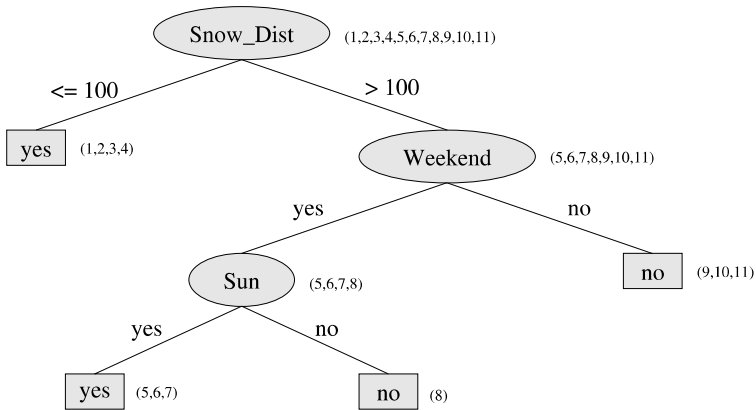 Snow_Dist (1,2,3,4,5,6,7,8,9,10,11)
<= 100
> 100
yes (1,2,3,4)
Weekend (5,6,7,8,9,10,11)
yes
no
Sun (5,6,7,8)
no (9,10,11)
yes
no
yes (5,6,7)
no (8)